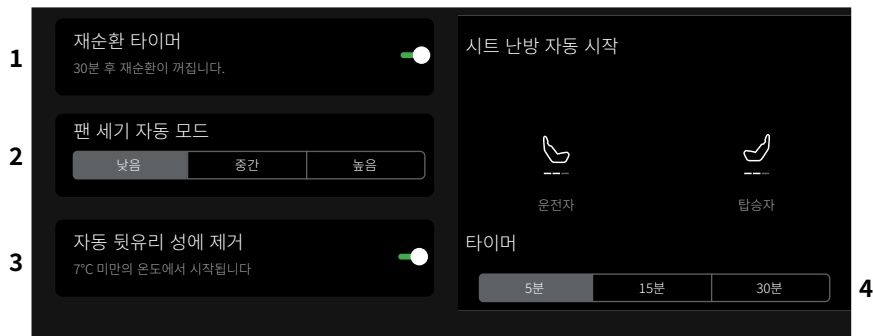 1
재순환 타이머
30분 후 재순환이 꺼집니다.
2
팬 세기 자동 모드
낮음 중간 높음
3
자동 뒷유리 성에 제거
7°C 미만의 온도에서 시작됩니다
시트 난방 자동 시작
운전자 탑승자
타이머
5분 15분 30분
4